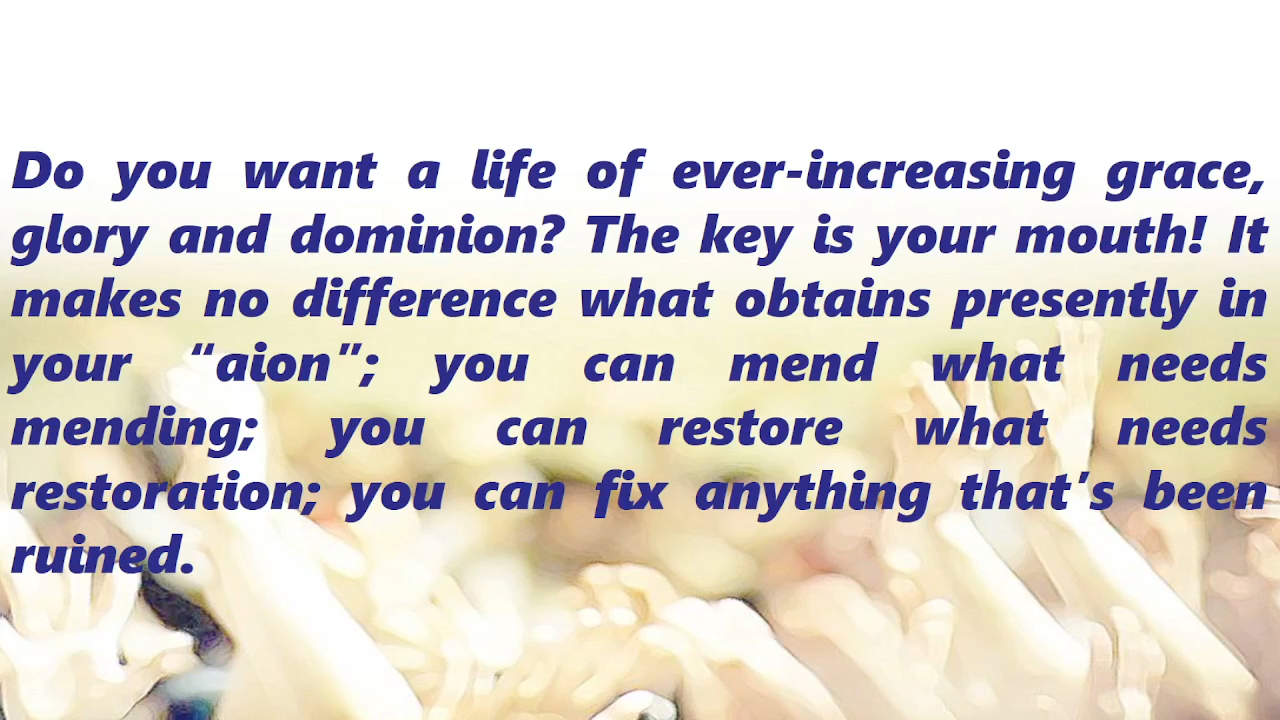 Do you want a life of ever-increasing grace,
glory and dominion? The key is your mouth! It
makes no difference what obtains presently in
your “aion”; you can mend what needs
mending; you can restore what needs
restoration; you can fix anything that’s been
ruined.